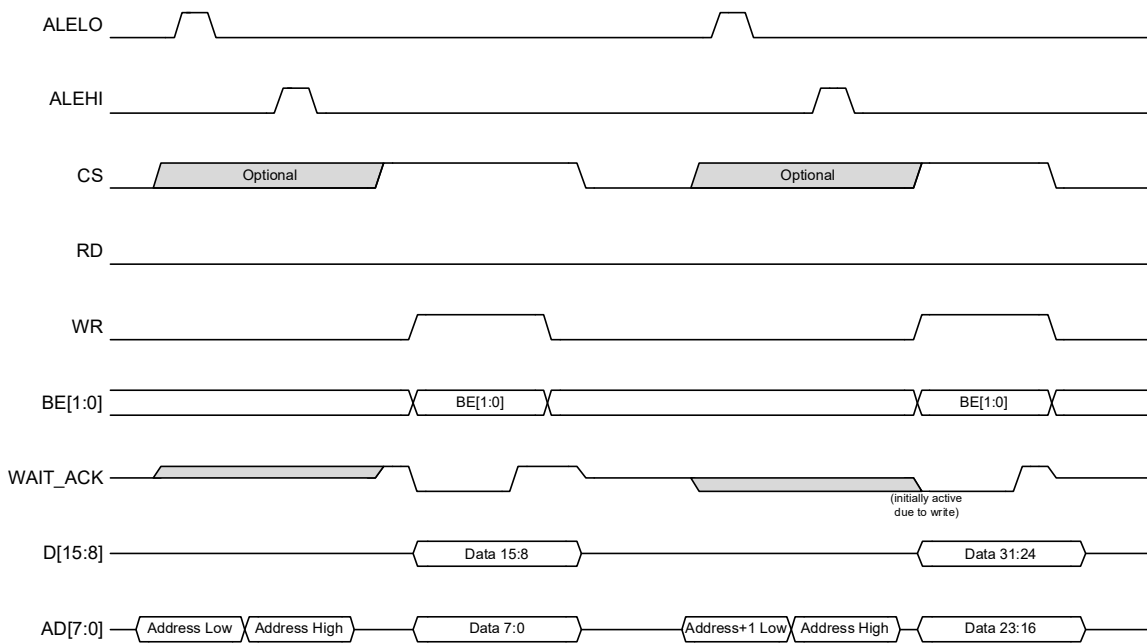 ALELO
ALEHI
CS
Optional
Optional
RD
WR
BE[1:0]
BE[1:0]
BE[1:0]
WAIT_ACK
(initially active
due to write)
D[15:8]
Data 15:8
Data 31:24
AD[7:0]
Address Low
Address High
Data 7:0
Address+1 Low
Address High
Data 23:16